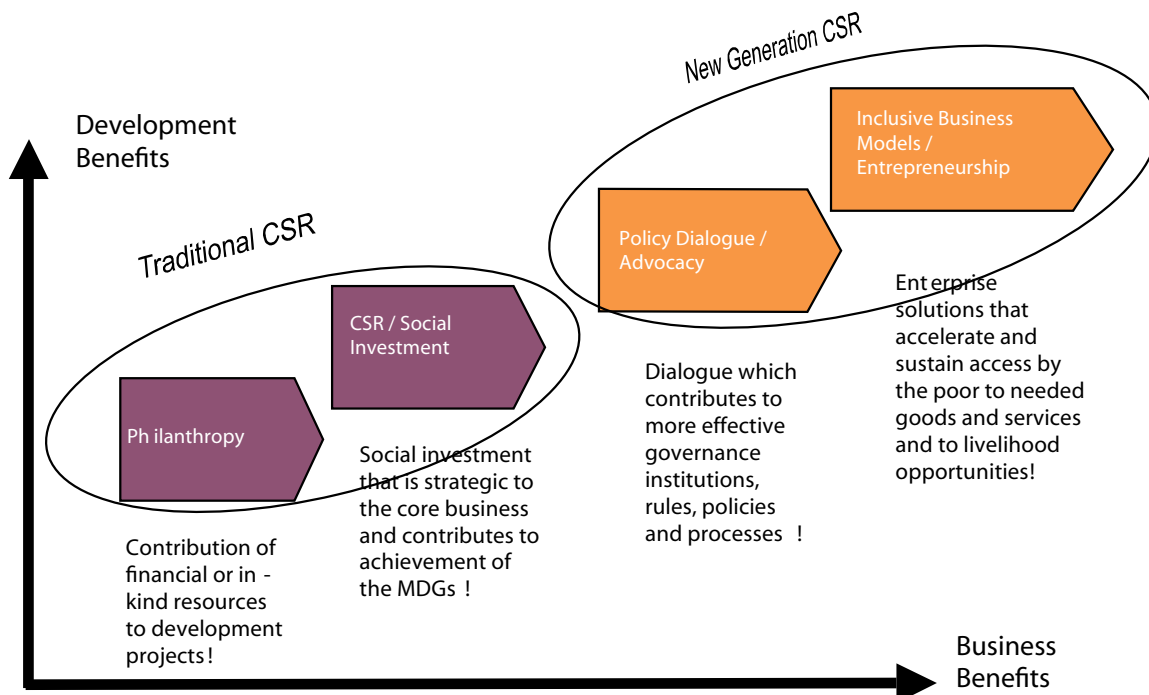 New Generation CSR
Development
Benefits
Inclusive Business
Models /
Entrepreneurship
Policy Dialogue /
Advocacy
Traditional CSR
CSR / Social
Investment
Ph ilanthropy
Ent erprise
solutions that
accelerate and
sustain access by
the poor to needed
goods and services
and to livelihood
opportunities!
Dialogue which
contributes to
more effective
governance
institutions,
rules, policies
and processes !
Social investment
that is strategic to
the core business
and contributes to
achievement of
the MDGs !
Contribution of
financial or in -
kind resources
to development
projects!
Business
Benefits